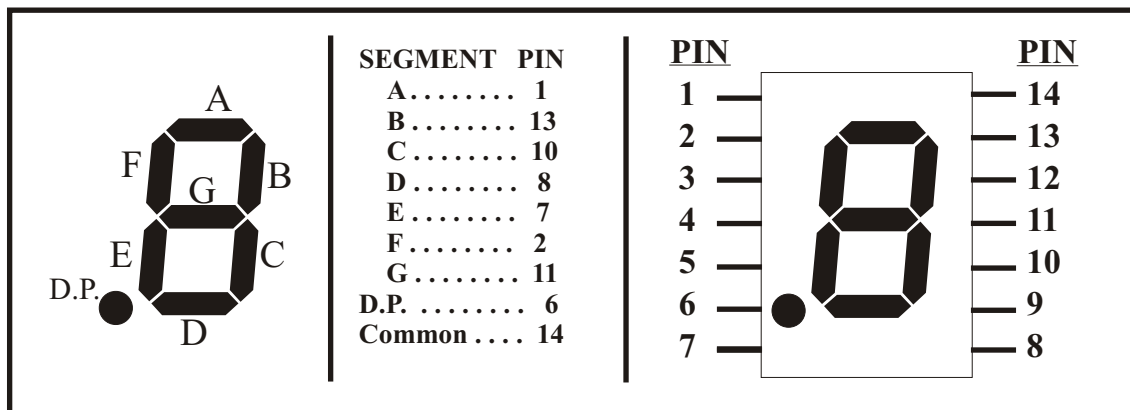 A
F
B
G
E
C
D.P.
D
SEGMENT PIN
A........ 1
B........ 13
C........ 10
D........ 8
E........ 7
F........ 2
G........ 11
D.P. ........ 6
Common .... 14
PIN
1
2
3
4
5
6
7
PIN
14
13
12
11
10
9
8